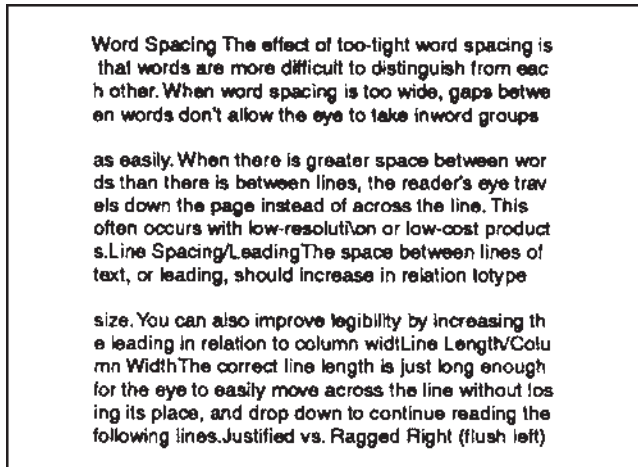 Word Spacing The effect of too-tight word spacing is
that words are more difficult to distinguish from eac
h other. When word spacing is too wide, gaps betwe
en words don't allow the eye to take inword groups
as easily. When there is greater space between wor
ds than there is between lines, the reader's eye trav
els down the page instead of across the line. This
often occurs with low-resoluti\on or low-cost product
s.Line Spacing/LeadingThe space between lines of
text, or leading, should increase in relation totype
size. You can also improve legibility by increasing th
e leading in relation to column widtLine Length/Colu
mn WidthThe correct line length is just long enough
for the eye to easily move across the line without los
ing its place, and drop down to continue reading the
following lines.Justified vs. Ragged Right (flush left)